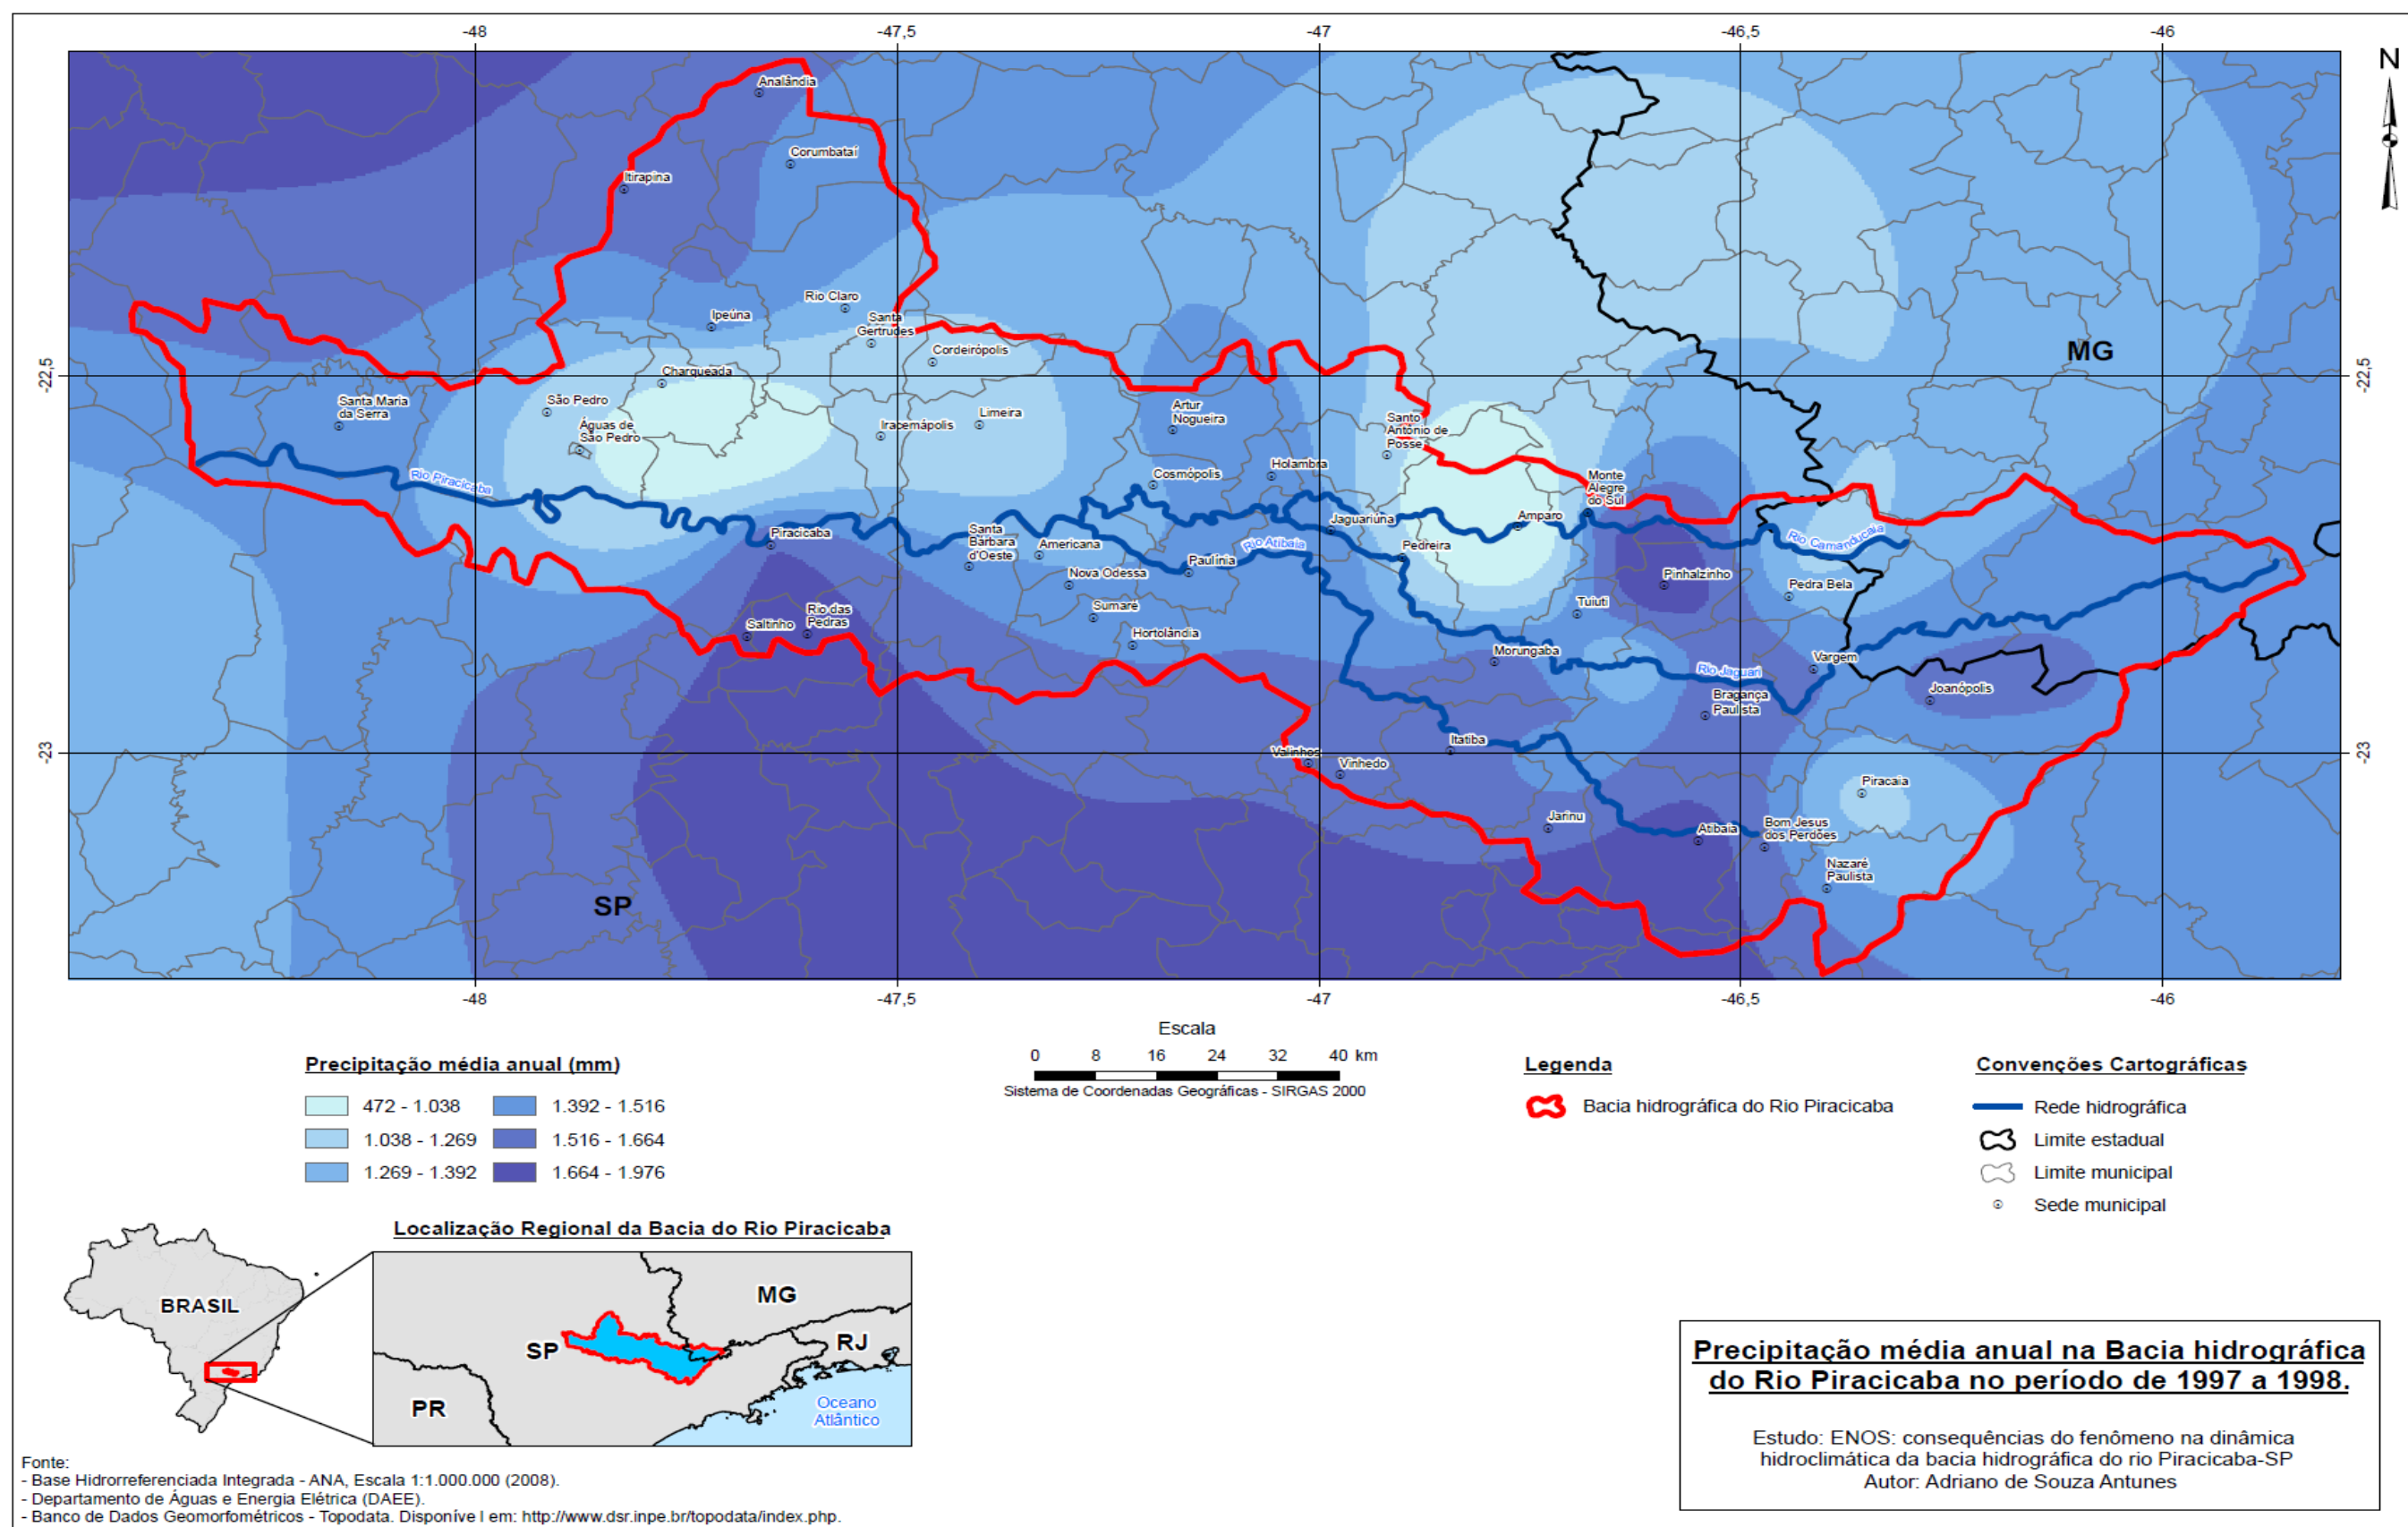 -48
-47,5
-47
-46,5
-46
N
Analândia
Corumbataí
Itirapina
Rio Claro
Ipeúna
Santa
Gertrudes
Cordeirópolis
MG
-22,5
-22,5
Charqueada
Santa Maria
da Serra
São Pedro
Águas de
São Pedro
Iracemápolis
Limeira
Artur
Nogueira
Santo
Antônio de
Posse
Rio Piracicaba
Cosmópolis
Holambra
Monte
Alegre
do Sul
Piracicaba
Santa
Bárbara
d'Oeste
Americana
Jaguariúna
Amparo
Rio Camanducaia
Rio Atibaia
Pedreira
Nova Odessa
Paulínia
Pinhalzinho
Pedra Bela
Rio das
Pedras
Saltinho
Sumaré
Tuiuti
Hortolândia
Morungaba
Vargem
Rio Jaguari
Bragança
Paulista
Joanópolis
-23
-23
Valinhos
Vinhedo
Itatiba
Piracaia
Jarinu
Atibaia
Bom Jesus
dos Perdões
Nazaré
Paulista
SP
-48
-47,5
-47
-46,5
-46
Escala
0 8 16 24 32 40 km
Sistema de Coordenadas Geográficas - SIRGAS 2000
Precipitação média anual (mm)
472 - 1.038
1.392 - 1.516
1.038 - 1.269
1.516 - 1.664
1.269 - 1.392
1.664 - 1.976
Legenda
Bacia hidrográfica do Rio Piracicaba
Convenções Cartográficas
Rede hidrográfica
Limite estadual
Limite municipal
Sede municipal
Localização Regional da Bacia do Rio Piracicaba
BRASIL
MG
SP
RJ
PR
Oceano
Atlântico
Precipitação média anual na Bacia hidrográfica
do Rio Piracicaba no período de 1997 a 1998.
Estudo: ENOS: consequências do fenômeno na dinâmica
hidroclimática da bacia hidrográfica do rio Piracicaba-SP
Autor: Adriano de Souza Antunes
Fonte:
- Base Hidrorreferenciada Integrada - ANA, Escala 1:1.000.000 (2008).
- Departamento de Águas e Energia Elétrica (DAEE).
- Banco de Dados Geomorfométricos - Topodata. Disponíve l em: http://www.dsr.inpe.br/topodata/index.php.